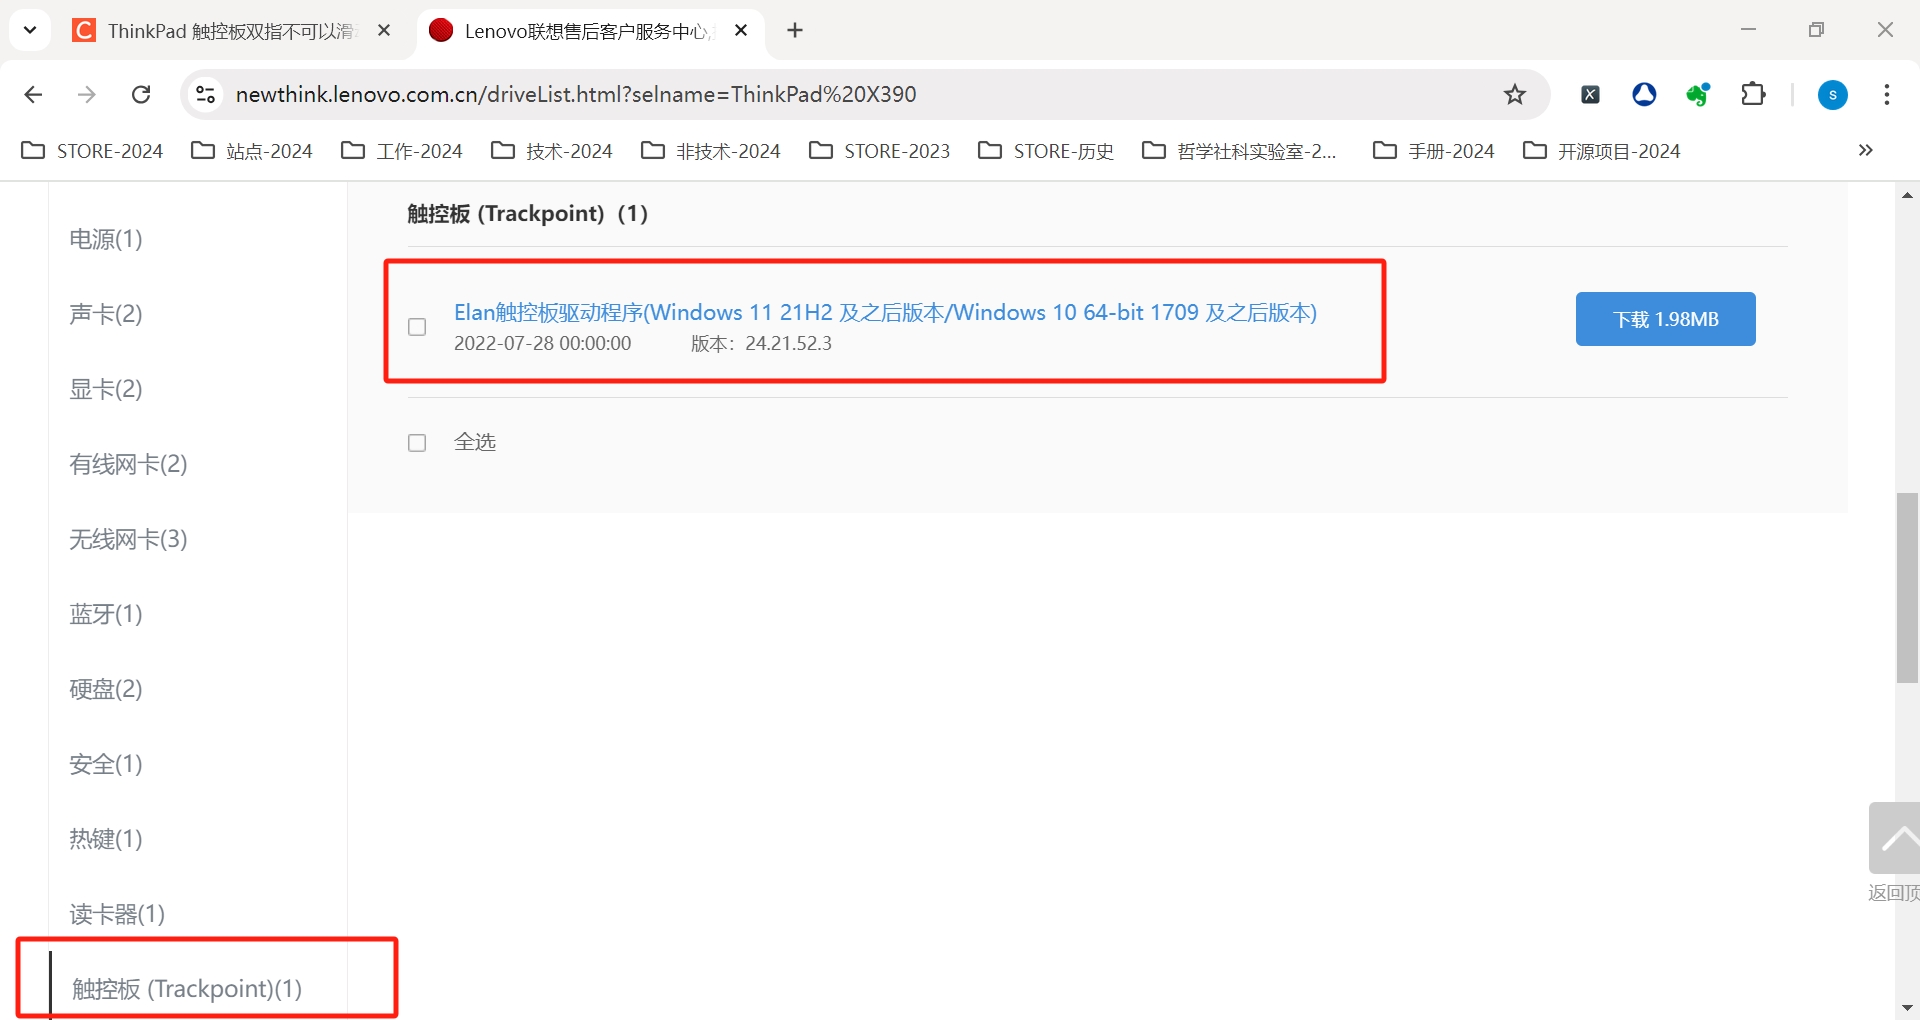 ThinkPad 触控板双指不可以滑
Lenovo联想售后客户服务中心,
newthink.lenovo.com.cn/driveList.html?selname=ThinkPad%20X390
s
STORE-2024
站点-2024
工作-2024
技术-2024
非技术-2024
STORE-2023
STORE-历史
哲学社科实验室-2...
手册-2024
开源项目-2024
电源(1)
声卡(2)
显卡(2)
有线网卡(2)
无线网卡(3)
蓝牙(1)
硬盘(2)
安全(1)
热键(1)
读卡器(1)
触控板 (Trackpoint)(1)
触控板 (Trackpoint)（1）
Elan触控板驱动程序(Windows 11 21H2 及之后版本/Windows 10 64-bit 1709 及之后版本)
2022-07-28 00:00:00 版本：24.21.52.3
下载 1.98MB
全选
返回顶